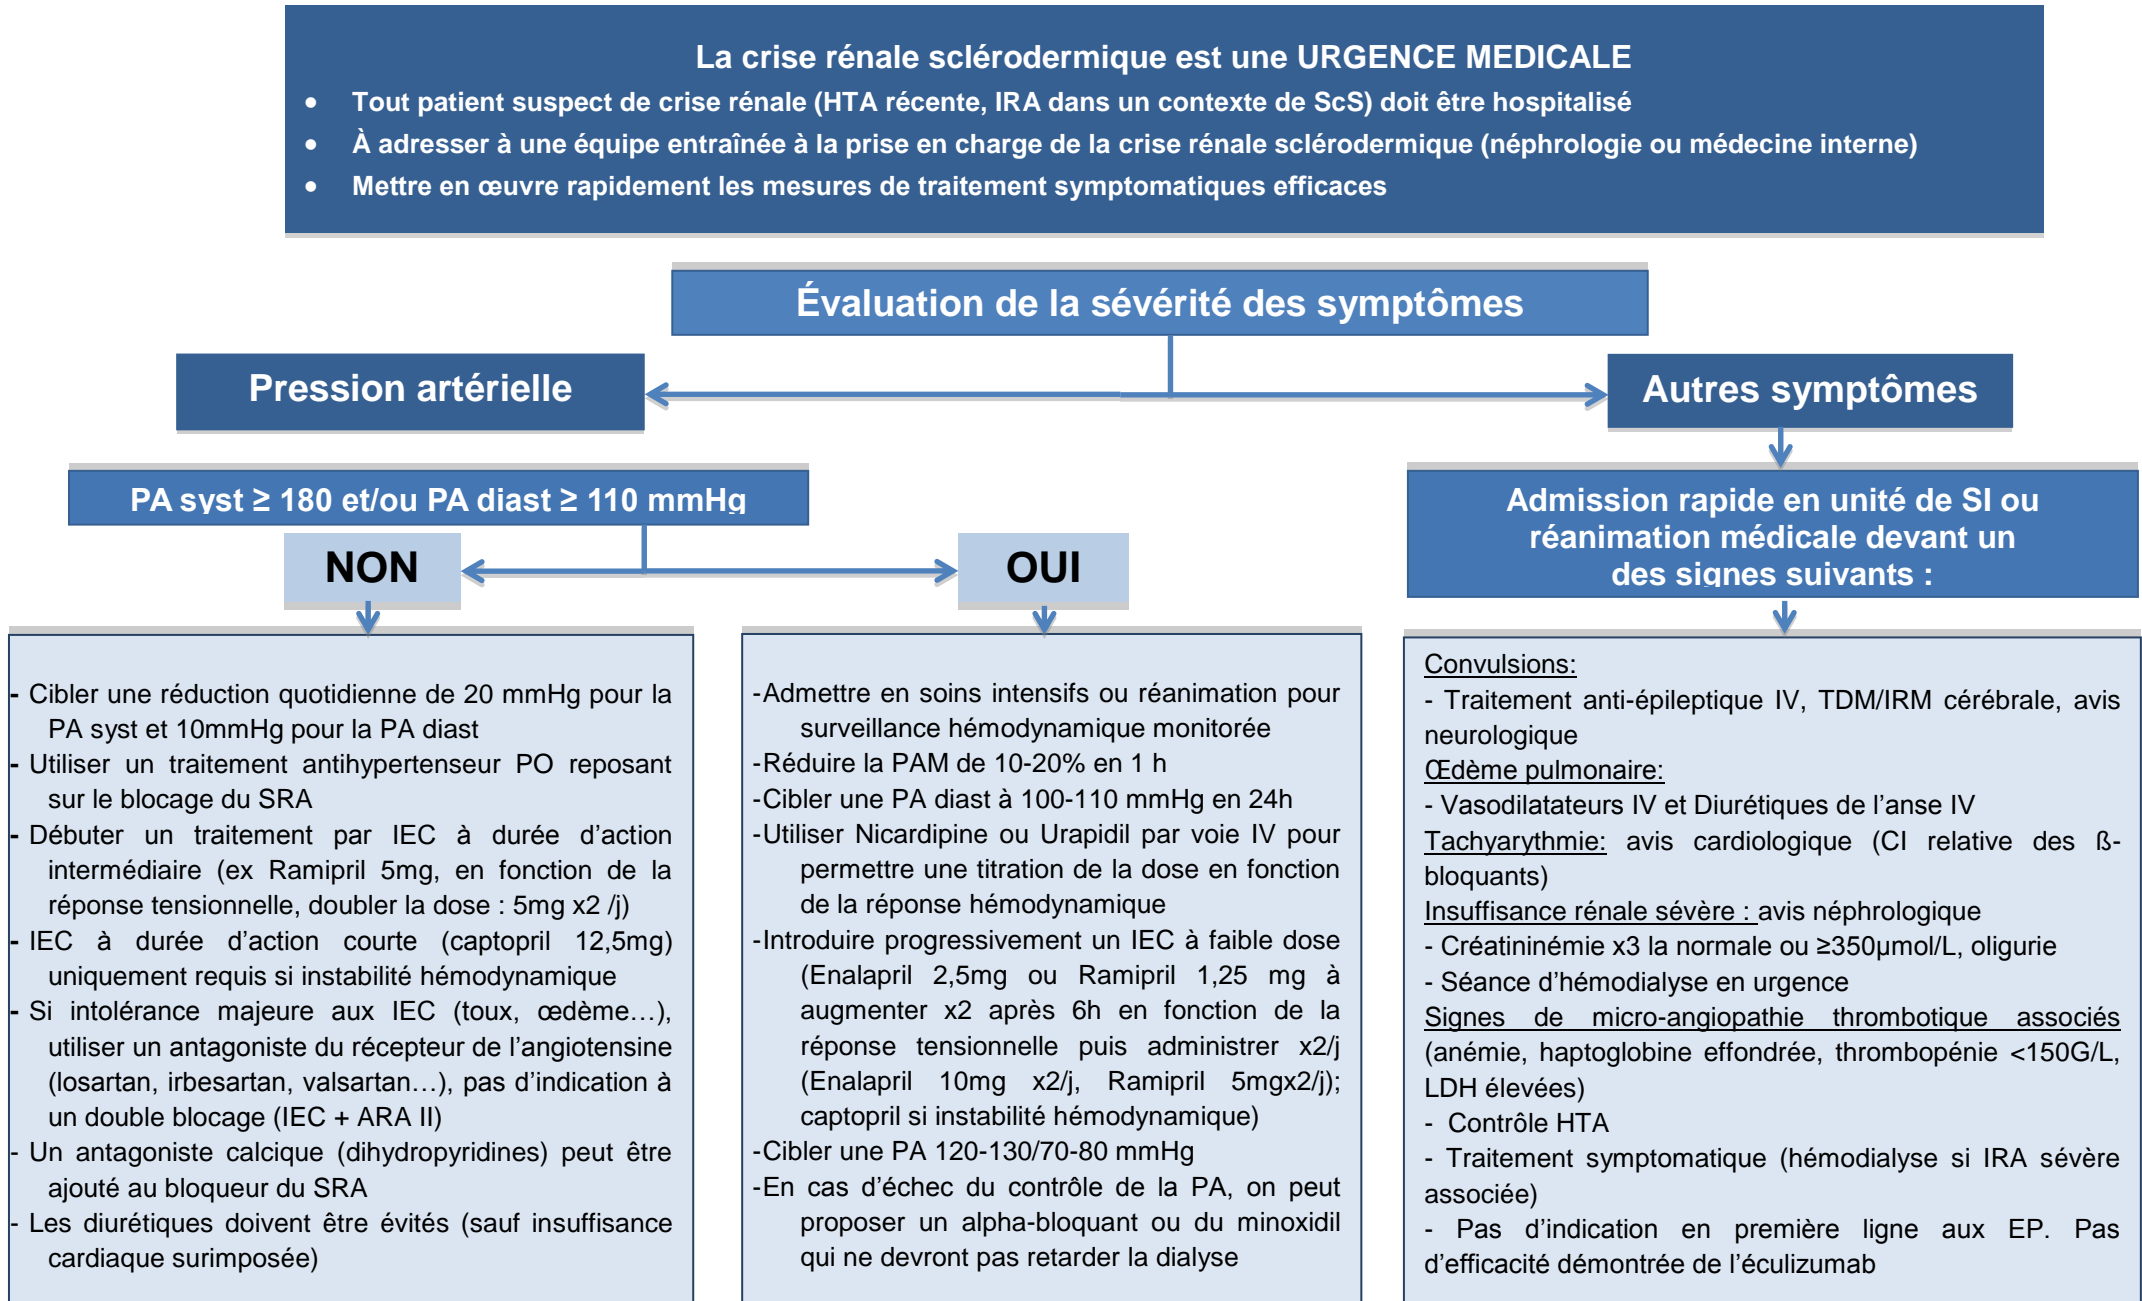 La crise rénale sclérodermique est une URGENCE MEDICALE
• Tout patient suspect de crise rénale (HTA récente, IRA dans un contexte de ScS) doit être hospitalisé
• À adresser à une équipe entraînée à la prise en charge de la crise rénale sclérodermique (néphrologie ou médecine interne)
• Mettre en œuvre rapidement les mesures de traitement symptomatiques efficaces
Évaluation de la sévérité des symptômes
Pression artérielle
Autres symptômes
PA syst ≥ 180 et/ou PA diast ≥ 110 mmHg
NON
OUI
Admission rapide en unité de SI ou
réanimation médicale devant un
des signes suivants :
- Cibler une réduction quotidienne de 20 mmHg pour la
PA syst et 10mmHg pour la PA diast
- Utiliser un traitement antihypertenseur PO reposant
sur le blocage du SRA
- Débuter un traitement par IEC à durée d'action
intermédiaire (ex Ramipril 5mg, en fonction de la
réponse tensionnelle, doubler la dose : 5mg x2 /j)
- IEC à durée d'action courte (captopril 12,5mg)
uniquement requis si instabilité hémodynamique
- Si intolérance majeure aux IEC (toux, œdème…),
utiliser un antagoniste du récepteur de l'angiotensine
(losartan, irbesartan, valsartan…), pas d'indication à
un double blocage (IEC + ARA II)
- Un antagoniste calcique (dihydropyridines) peut être
ajouté au bloqueur du SRA
- Les diurétiques doivent être évités (sauf insuffisance
cardiaque surimposée)
-Admettre en soins intensifs ou réanimation pour
surveillance hémodynamique monitorée
-Réduire la PAM de 10-20% en 1 h
-Cibler une PA diast à 100-110 mmHg en 24h
-Utiliser Nicardipine ou Urapidil par voie IV pour
permettre une titration de la dose en fonction
de la réponse hémodynamique
-Introduire progressivement un IEC à faible dose
(Enalapril 2,5mg ou Ramipril 1,25 mg à
augmenter x2 après 6h en fonction de la
réponse tensionnelle puis administrer x2/j
(Enalapril 10mg x2/j, Ramipril 5mgx2/j);
captopril si instabilité hémodynamique)
-Cibler une PA 120-130/70-80 mmHg
-En cas d'échec du contrôle de la PA, on peut
proposer un alpha-bloquant ou du minoxidil
qui ne devront pas retarder la dialyse
Convulsions:
- Traitement anti-épileptique IV, TDM/IRM cérébrale, avis
neurologique
Œdème pulmonaire:
- Vasodilatateurs IV et Diurétiques de l'anse IV
Tachyarythmie: avis cardiologique (CI relative des ß-
bloquants)
Insuffisance rénale sévère : avis néphrologique
- Créatininémie x3 la normale ou ≥350µmol/L, oligurie
- Séance d'hémodialyse en urgence
Signes de micro-angiopathie thrombotique associés
(anémie, haptoglobine effondrée, thrombopénie <150G/L,
LDH élevées)
- Contrôle HTA
- Traitement symptomatique (hémodialyse si IRA sévère
associée)
- Pas d'indication en première ligne aux EP. Pas
d'efficacité démontrée de l'éculizumab